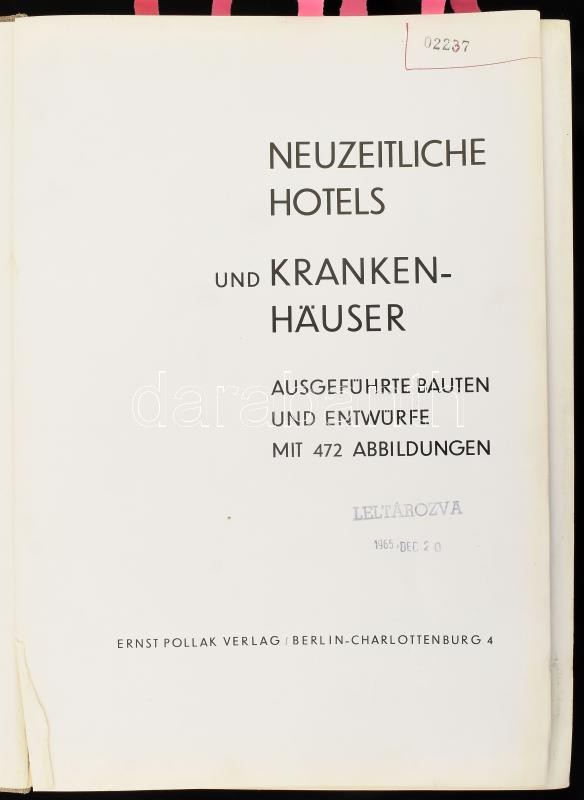 02237
NEUZEITLICHE
HOTELS
UND KRANKEN-
HÄUSER
AUSGEFÜHRTE BAUTEN
UND ENTWÜRFE
MIT 472 ABBILDUNGEN
darabanth
LELTÁROZVA
1965 DEC 20
ERNST POLLAK VERLAG / BERLIN-CHARLOTTENBURG 4